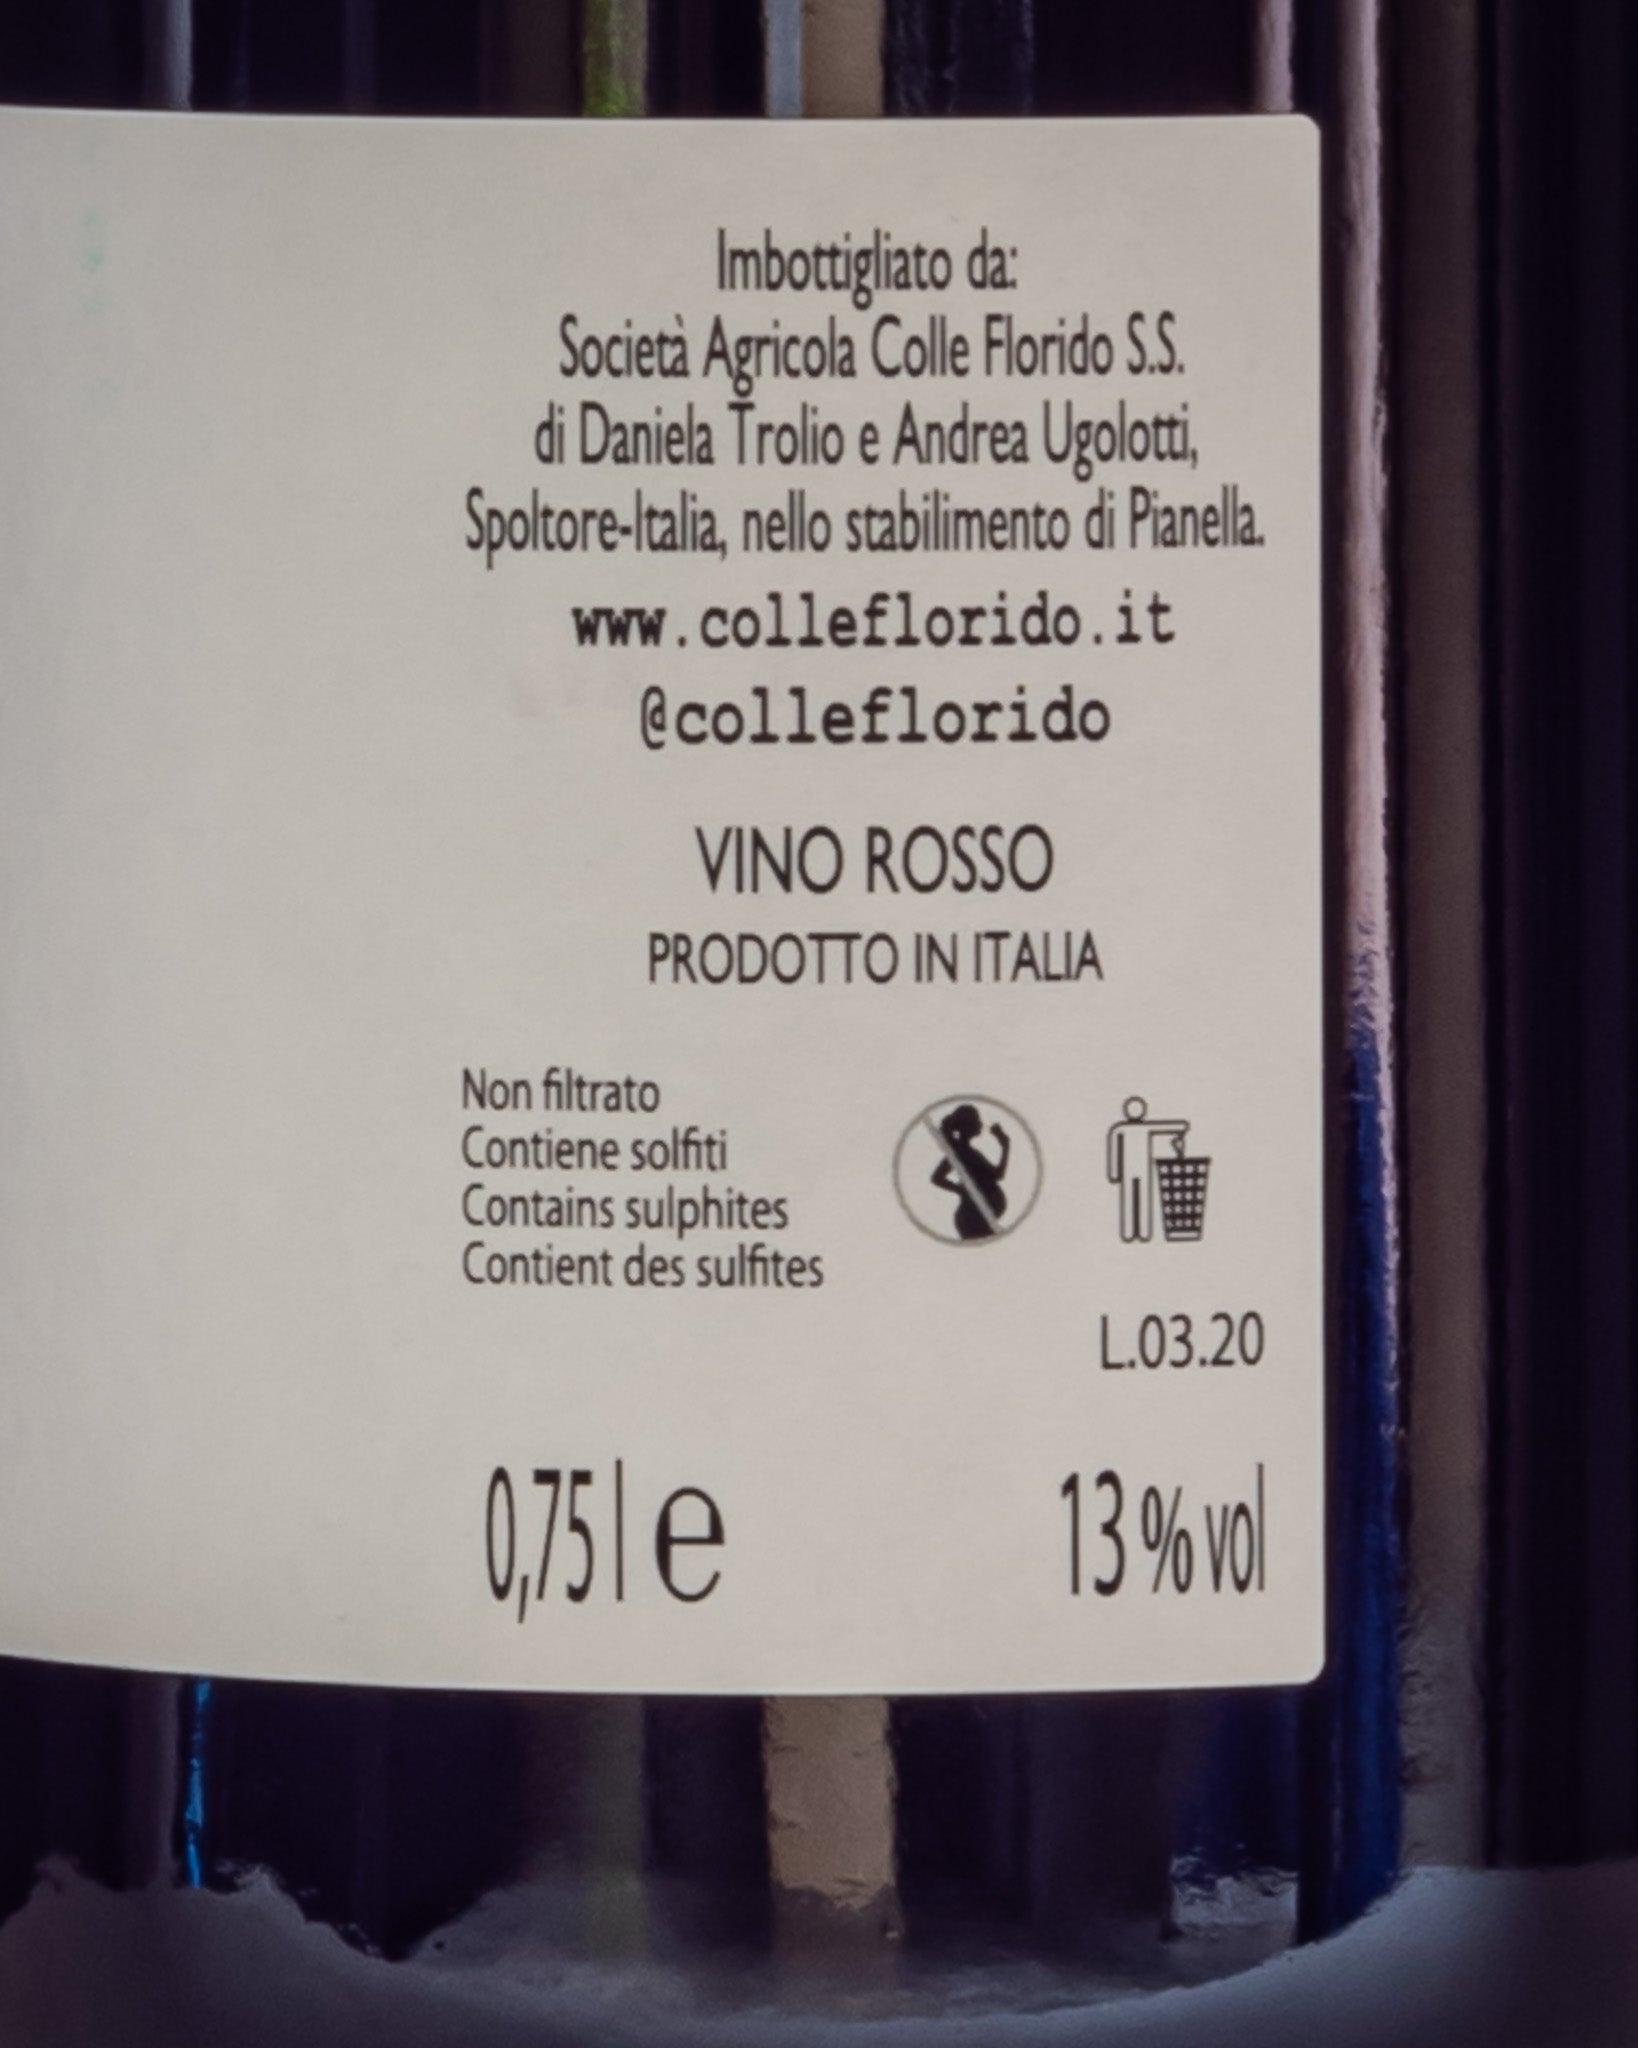 Imbottigliato da:
Società Agricola Colle Florido S.S.
di Daniela Trolio e Andrea Ugolotti,
Spoltore-Italia, nello stabilimento di Pianella.
www.colleflorido.it
@colleflorido
VINO ROSSO
PRODOTTO IN ITALIA
Non filtrato
Contiene solfiti
Contains sulphites
Contient des sulfites
L.03.20
0,75 l e
13 % vol